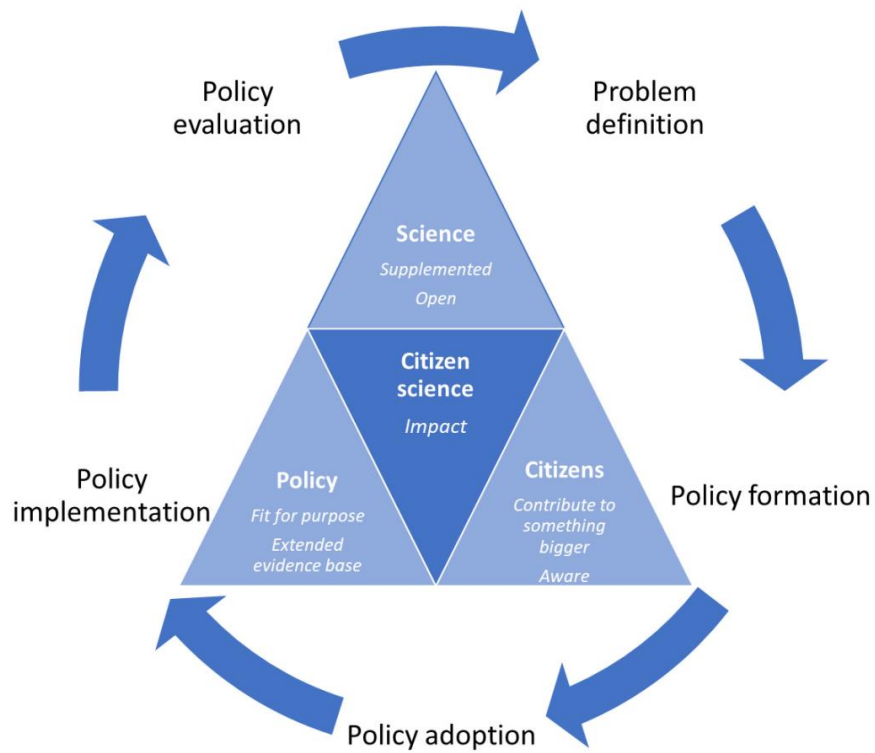 Policy
evaluation
Problem
definition
Science
Supplemented
Open
Citizen
science
Impact
Policy
implementation
Policy
Fit for purpose
Extended
evidence base
Citizens
Contribute to
something
bigger
Aware
Policy formation
Policy adoption